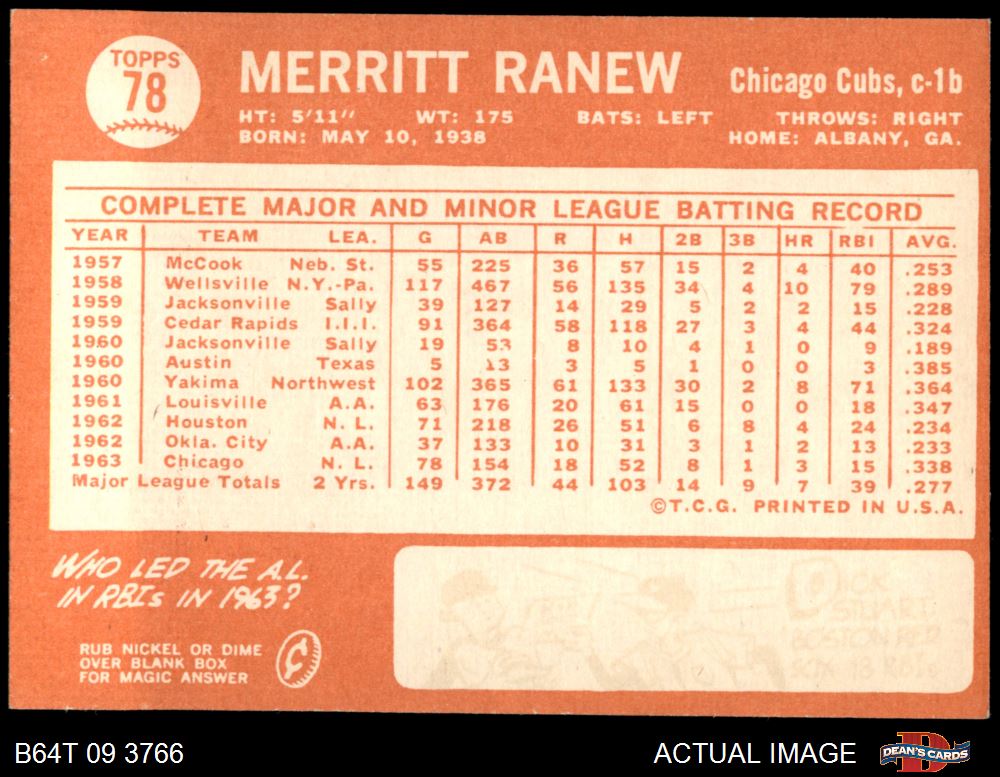 TOPPS
78
MERRITT RANEW
Chicago Cubs, c-1b
HT: 5'11" WT: 175 BATS: LEFT THROWS: RIGHT
BORN: MAY 10, 1938 HOME: ALBANY, GA.
COMPLETE MAJOR AND MINOR LEAGUE BATTING RECORD
YEAR TEAM LEA. G AB R H 2B 3B HR RBI AVG.
1957 McCook Neb. St. 55 225 36 57 15 2 4 40 .253
1958 Wellsville N.Y.-Pa. 117 467 56 135 34 4 10 79 .289
1959 Jacksonville Sally 39 127 14 29 5 2 2 15 .228
1959 Cedar Rapids I.I.I. 91 364 58 118 27 3 4 44 .324
1960 Jacksonville Sally 19 53 8 10 4 1 0 9 .189
1960 Austin Texas 5 13 3 5 1 0 0 3 .385
1960 Yakima Northwest 102 365 61 133 30 2 8 71 .364
1961 Louisville A.A. 63 176 20 61 15 0 0 18 .347
1962 Houston N. L. 71 218 26 51 6 8 4 24 .234
1962 Okla. City A.A. 37 133 10 31 3 1 2 13 .233
1963 Chicago N. L. 78 154 18 52 8 1 3 15 .338
Major League Totals 2 Yrs. 149 372 44 103 14 9 7 39 .277
©T.C.G. PRINTED IN U.S.A.
WHO LED THE A.L.
IN RBIs IN 1963?
RUB NICKEL OR DIME
OVER BLANK BOX
FOR MAGIC ANSWER
¢
DICK
STUART
BOSTON RED
B64T 09 3766
ACTUAL IMAGE
DEAN'S CARDS